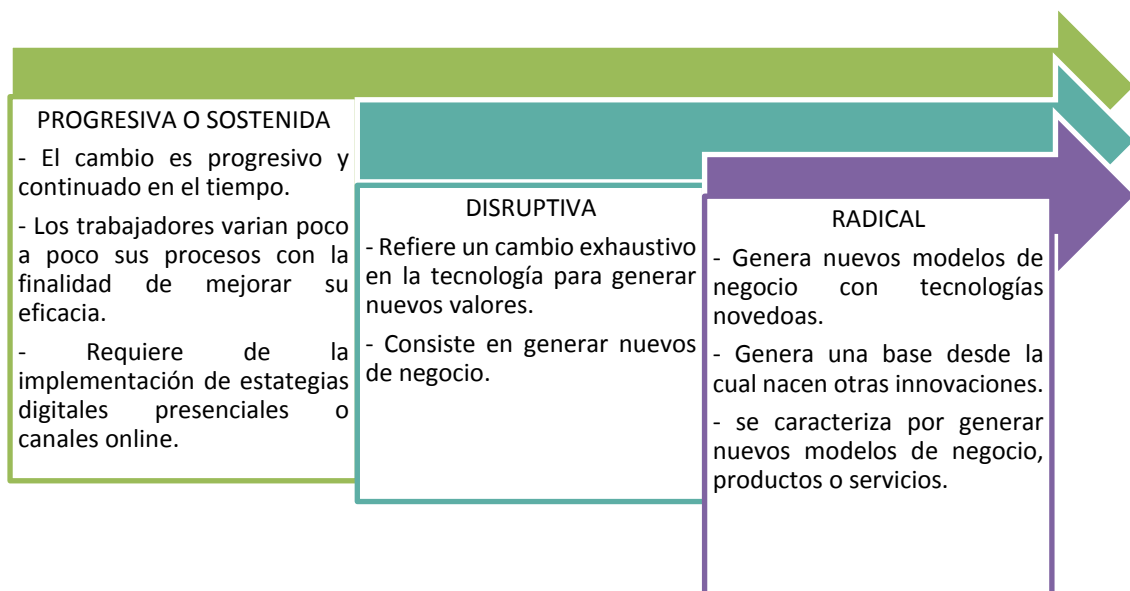 PROGRESIVA O SOSTENIDA
- El cambio es progresivo y
continuado en el tiempo.
- Los trabajadores varian poco
a poco sus procesos con la
finalidad de mejorar su
eficacia.
- Requiere de la
implementación de estategias
digitales presenciales o
canales online.
DISRUPTIVA
- Refiere un cambio exhaustivo
en la tecnología para generar
nuevos valores.
- Consiste en generar nuevos
de negocio.
RADICAL
- Genera nuevos modelos de
negocio con tecnologías
novedoas.
- Genera una base desde la
cual nacen otras innovaciones.
- se caracteriza por generar
nuevos modelos de negocio,
productos o servicios.